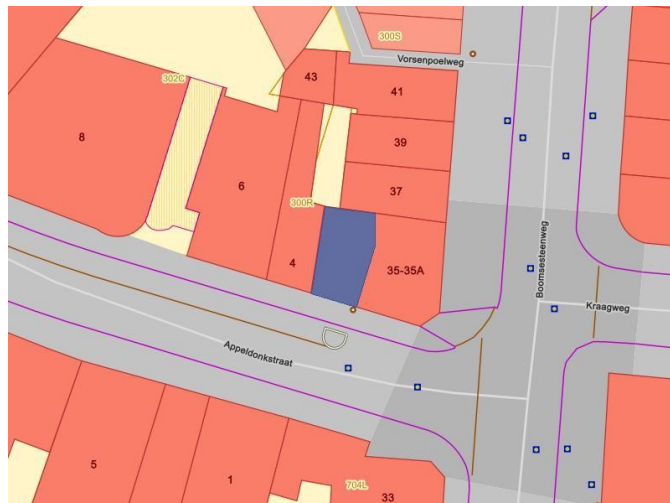 300S
Vorsenpoelweg
43
302C
41
8
39
6
37
300R
4
35-35A
Boomsesteenweg
Kraagweg
Appeldonkstraat
5
1
704L
33